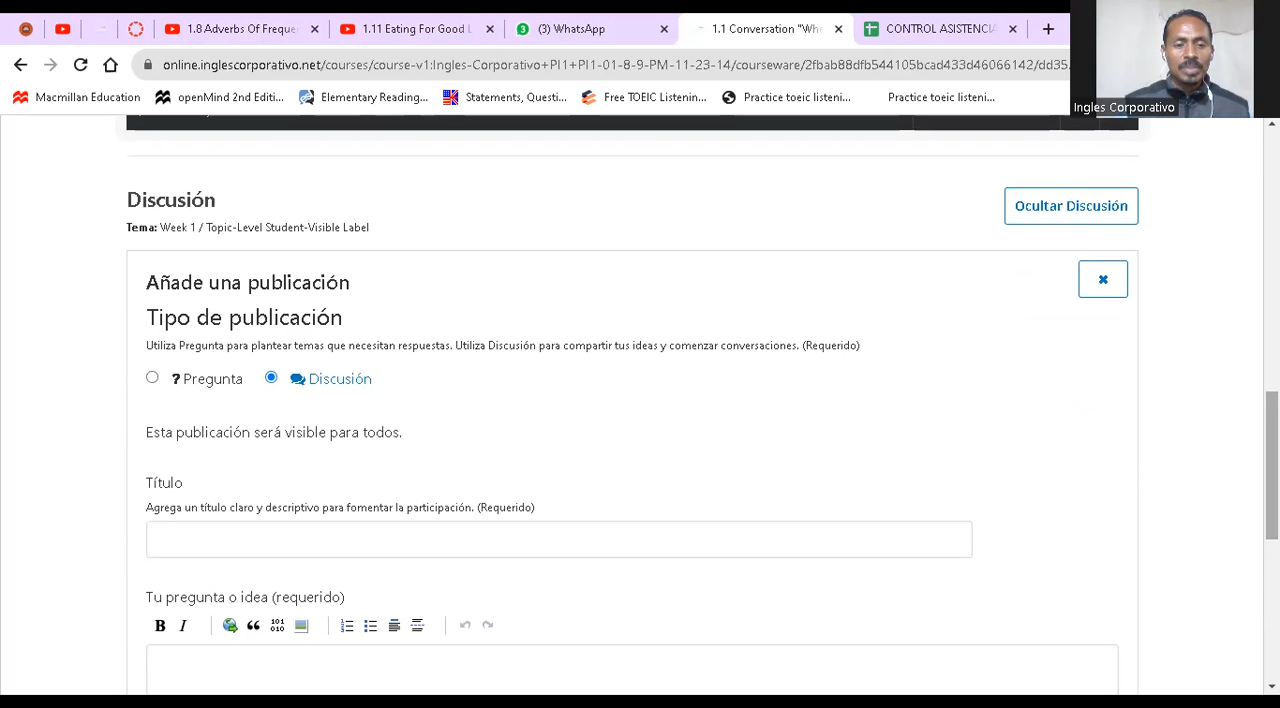 1.8 Adverbs Of Freque
1.11 Eating For Good L
(3) WhatsApp
1.1 Conversation "Whe
CONTROL ASISTENCIA
online.inglescorporativo.net/courses/course-v1:Ingles-Corporativo+PI1+PI1-01-8-9-PM-11-23-14/courseware/2fbab88dfb544105bcad433d46066142/dd35.
Macmillan Education
openMind 2nd Editi...
Elementary Reading...
Statements, Questi...
Free TOEIC Listenin...
Practice toeic listeni...
Practice toeic listeni...
Ingles Corporativo
Discusión
Ocultar Discusión
Tema: Week 1 / Topic-Level Student-Visible Label
Añade una publicación
Tipo de publicación
Utiliza Pregunta para plantear temas que necesitan respuestas. Utiliza Discusión para compartir tus ideas y comenzar conversaciones. (Requerido)
? Pregunta
Discusión
Esta publicación será visible para todos.
Título
Agrega un título claro y descriptivo para fomentar la participación. (Requerido)
Tu pregunta o idea (requerido)
B I 101 010